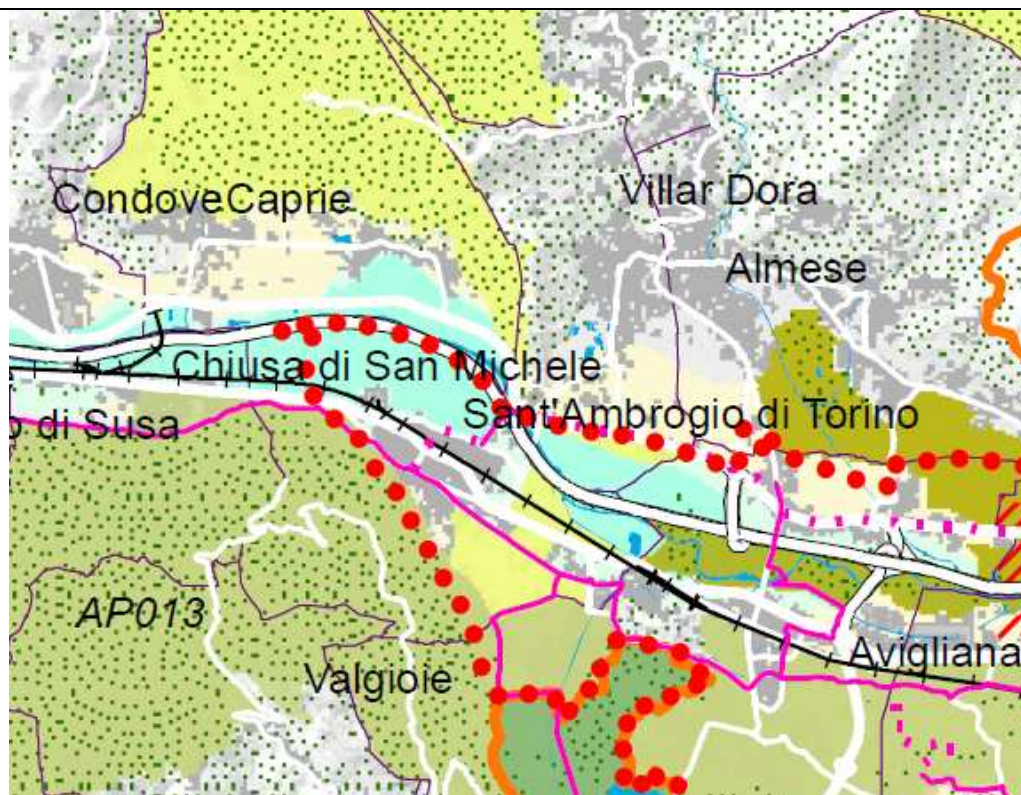 CondoveCaprie
Villar Dora
Almese
Chiusa di San Michele
Sant'Ambrogio di Torino
o di Susa
AP013
Valgioie
Avigliana